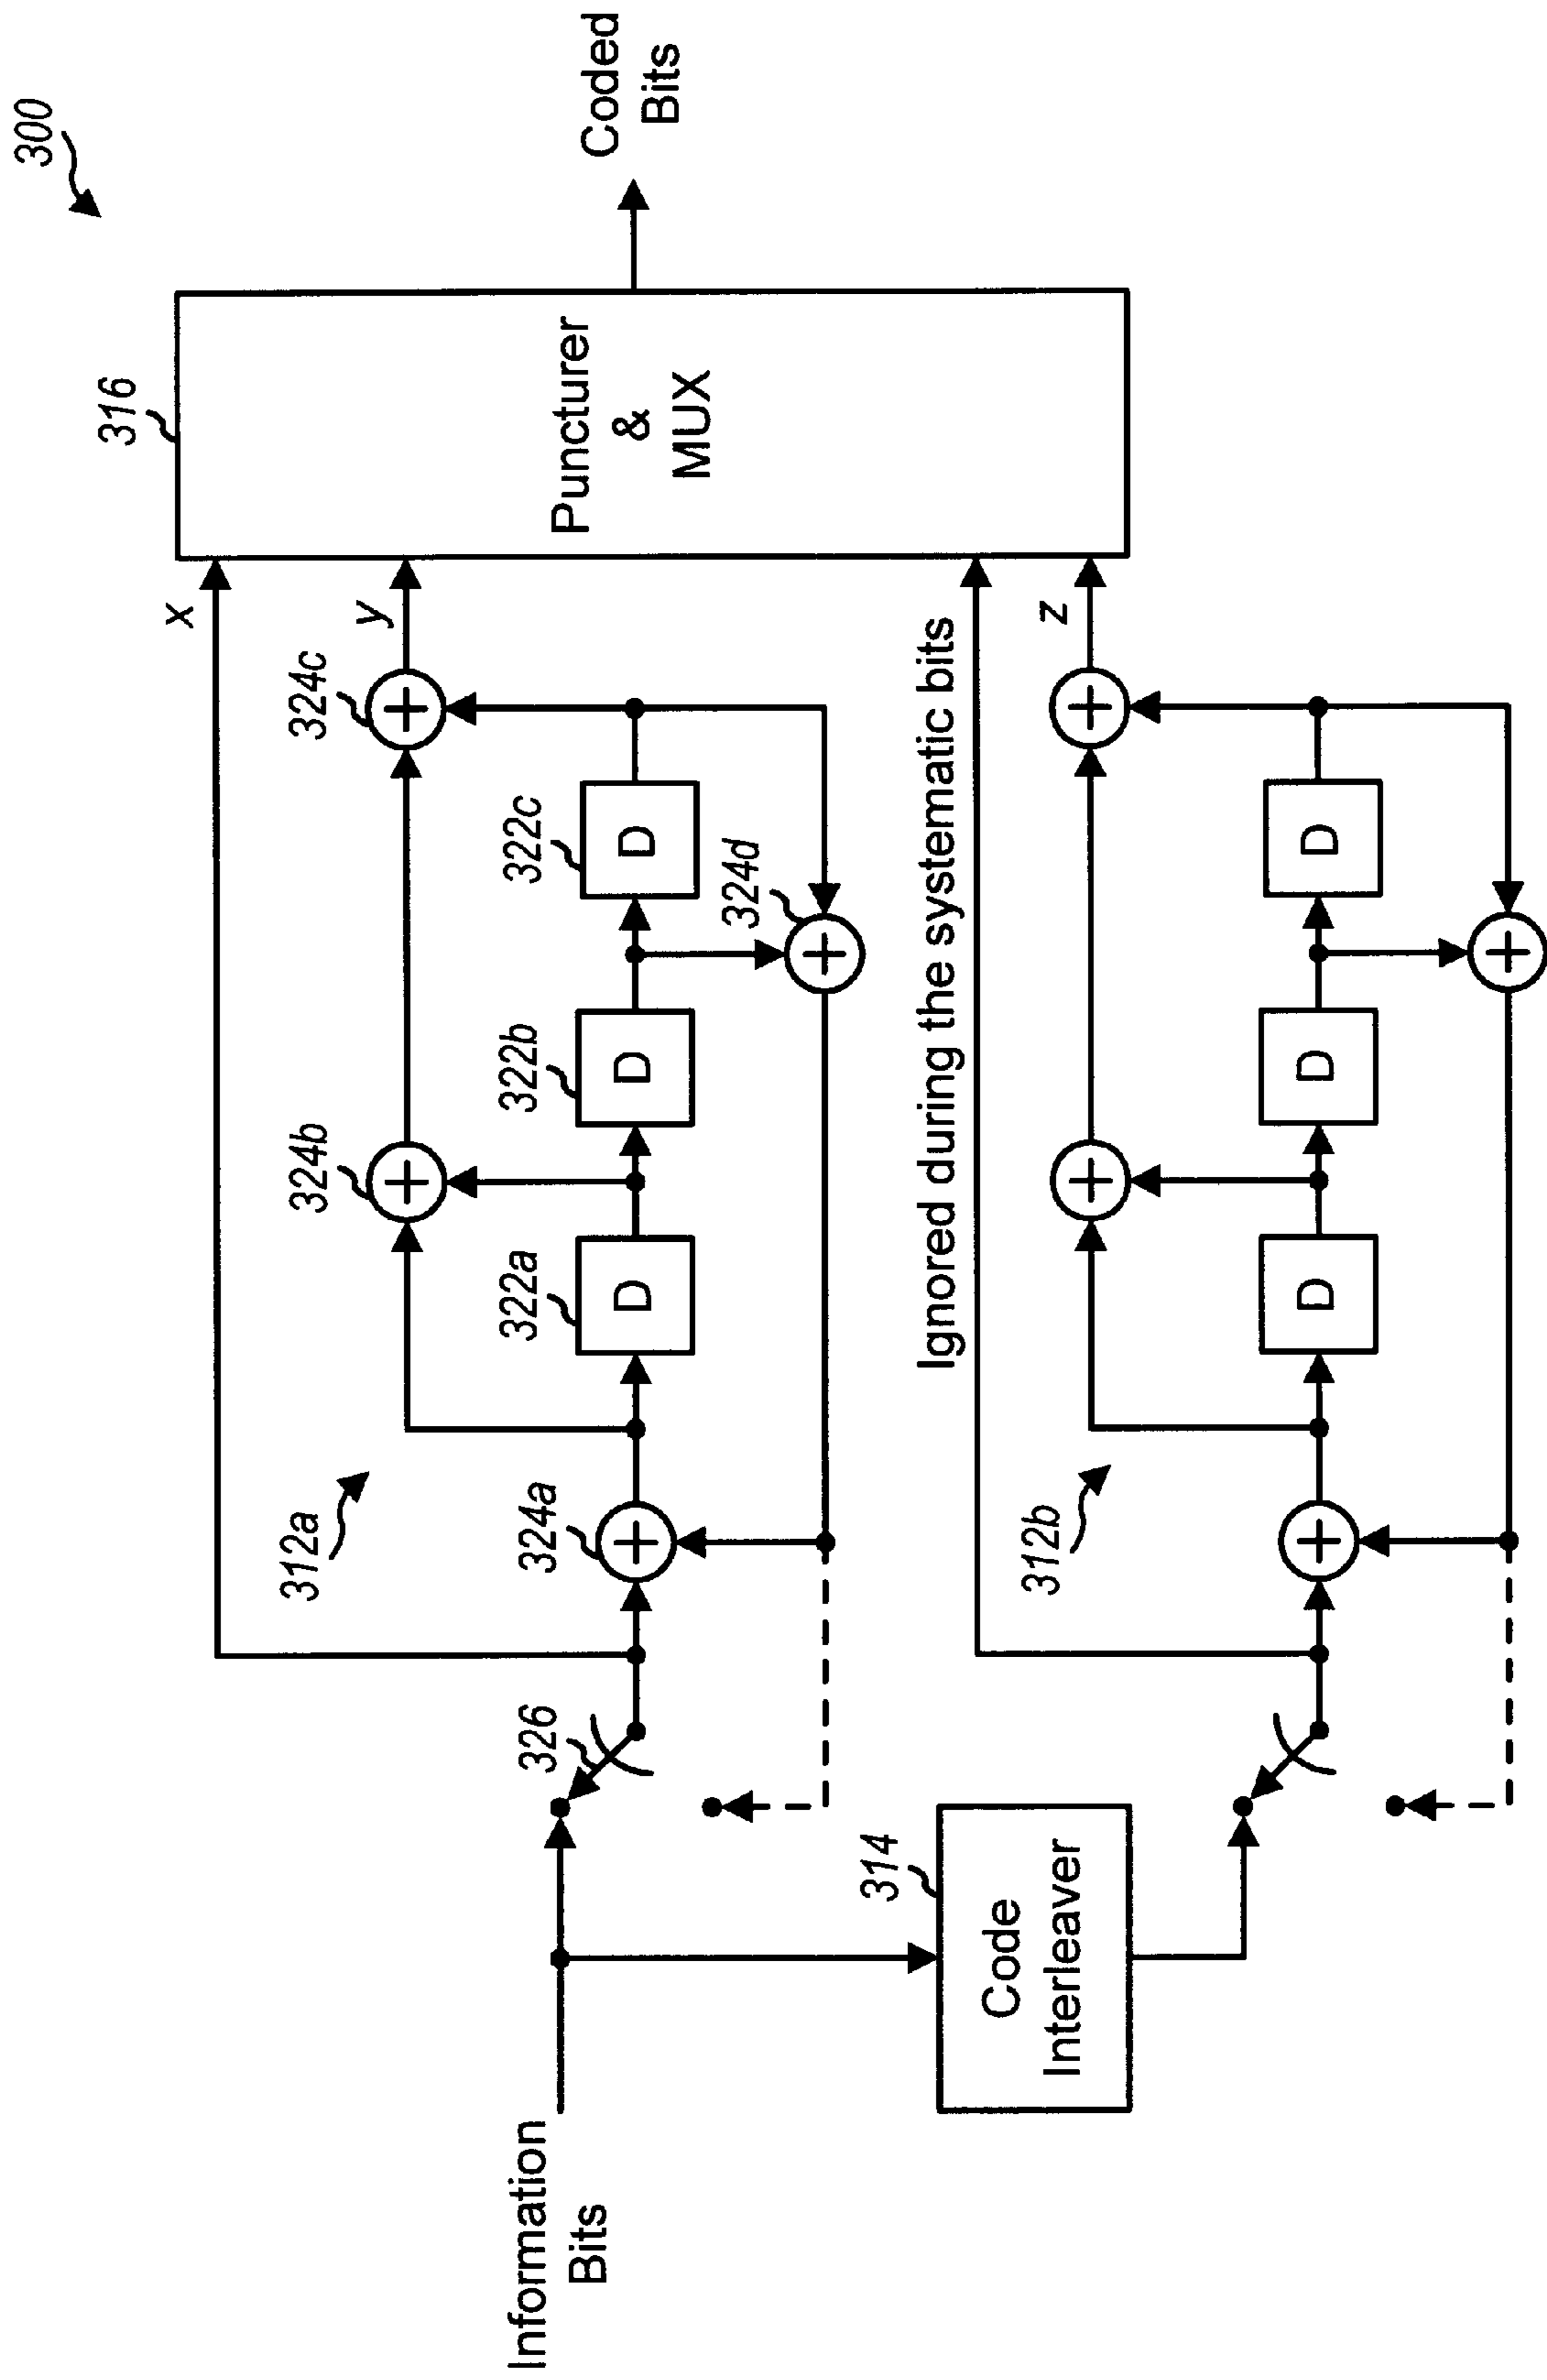 300
316
x
y
Puncturer
&
MUX
Coded
Bits
312a
324b
324c
326
324a
322a
322b
322c
D
D
D
324d
Information
Bits
Ignored during the systematic bits
z
314
Code
Interleaver
312b
D
D
D